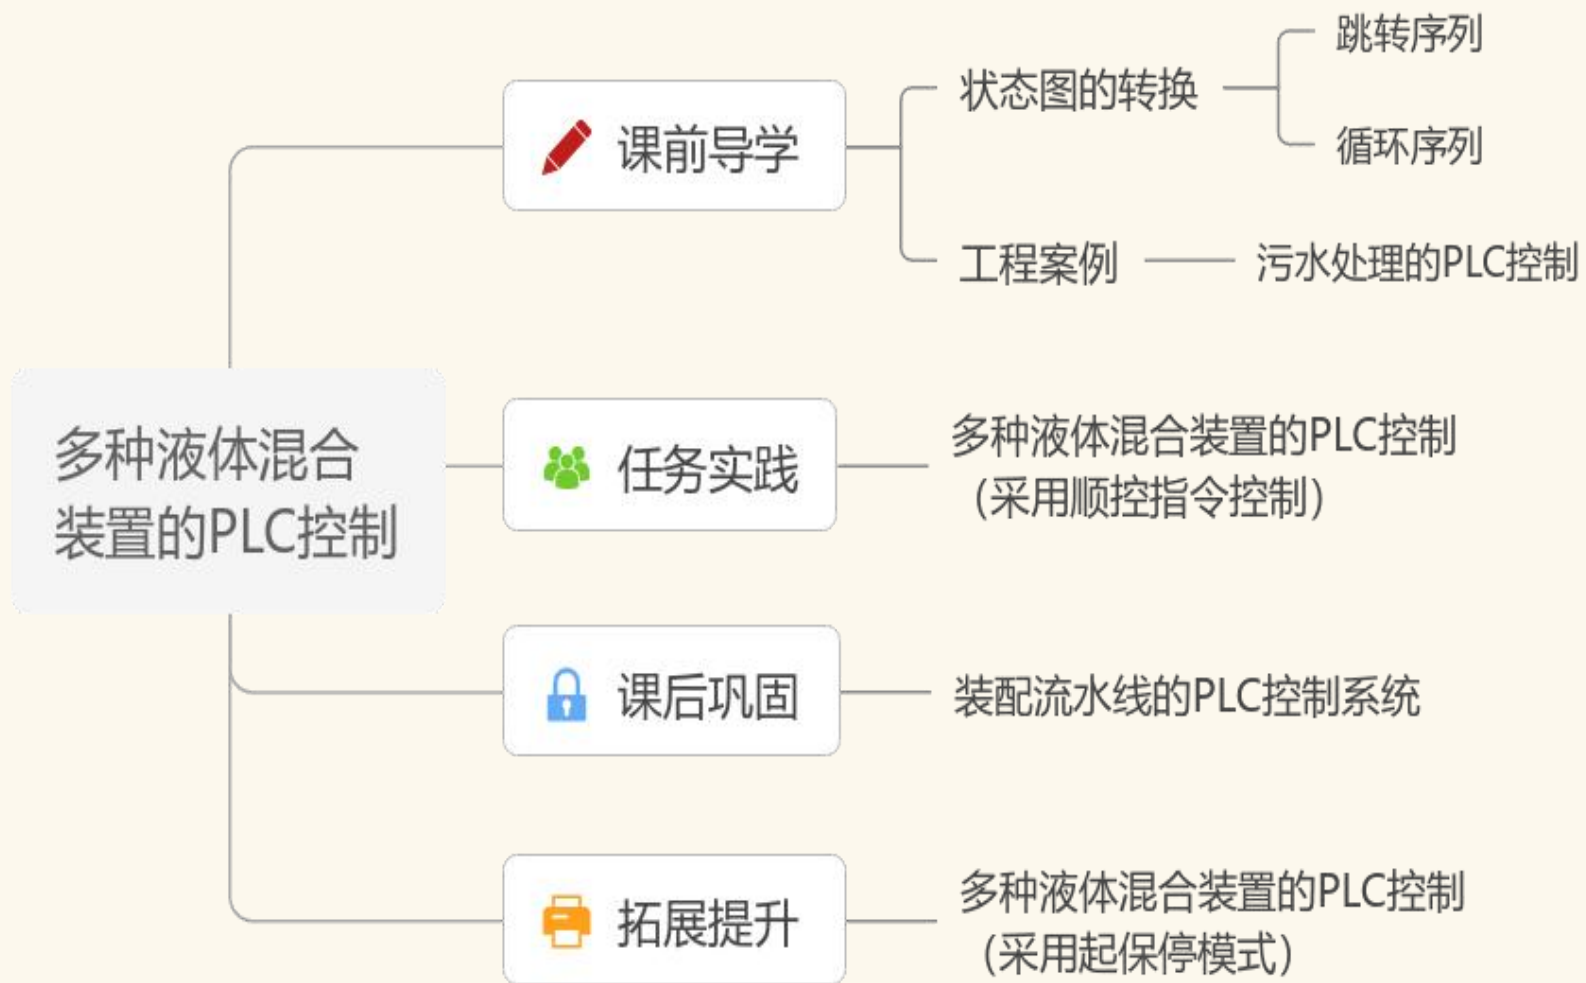 多种液体混合
装置的PLC控制
课前导学
状态图的转换
跳转序列
循环序列
工程案例
污水处理的PLC控制
任务实践
多种液体混合装置的PLC控制
（采用顺控指令控制）
课后巩固
装配流水线的PLC控制系统
拓展提升
多种液体混合装置的PLC控制
（采用起保停模式）